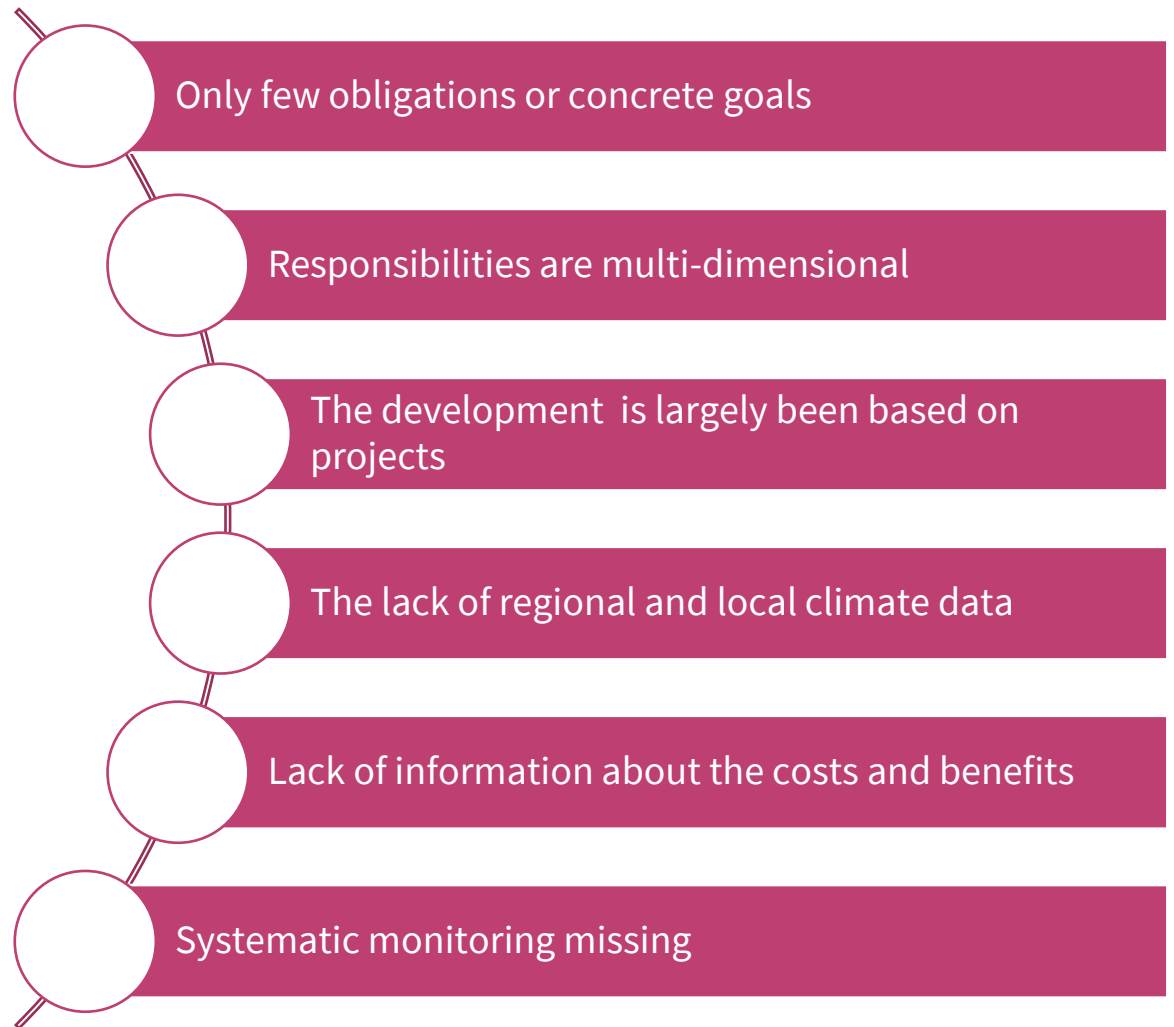 Only few obligations or concrete goals
Responsibilities are multi-dimensional
The development  is largely been based on
projects
The lack of regional and local climate data
Lack of information about the costs and benefits
Systematic monitoring missing